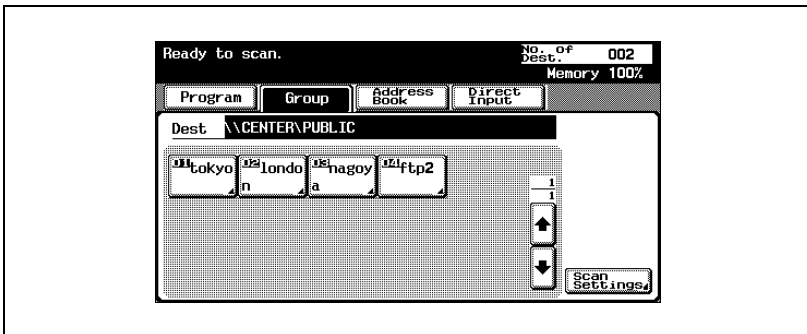 Ready to scan.
No. of Dest. 002
Memory 100%
Program Group Address Book Direct Input
Dest \\CENTER\PUBLIC
01 tokyo 02 londo 03 nagoy 04 ftp2
n a
1
1
Scan
Settings